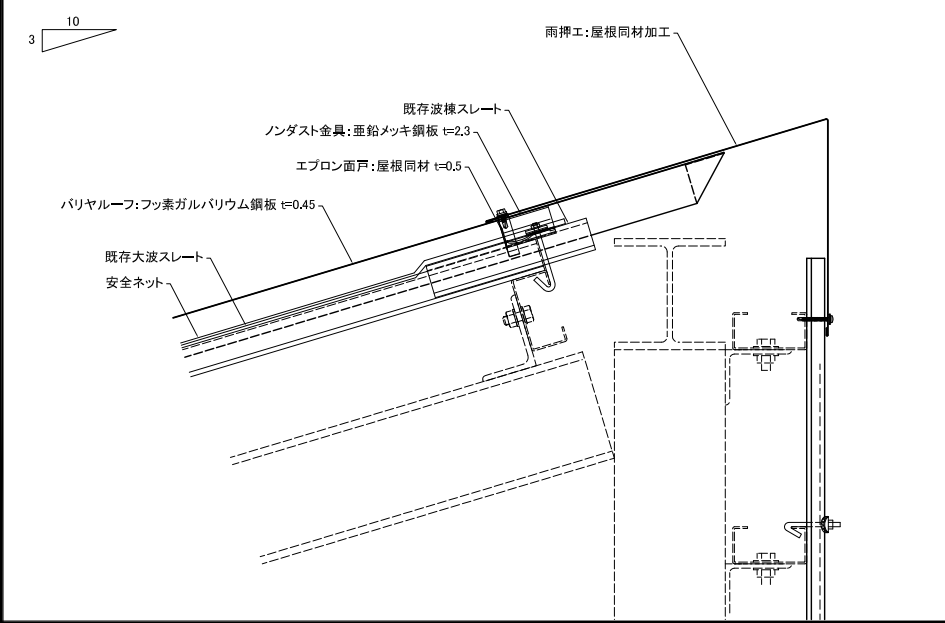 10
3
雨押エ:屋根同材加工
既存波棟スレート
ノンダスト金具:亜鉛メッキ鋼板 t=2.3
エプロン面戸:屋根同材 t=0.5
バリヤルーフ:フッ素ガルバリウム鋼板 t=0.45
既存大波スレート
安全ネット